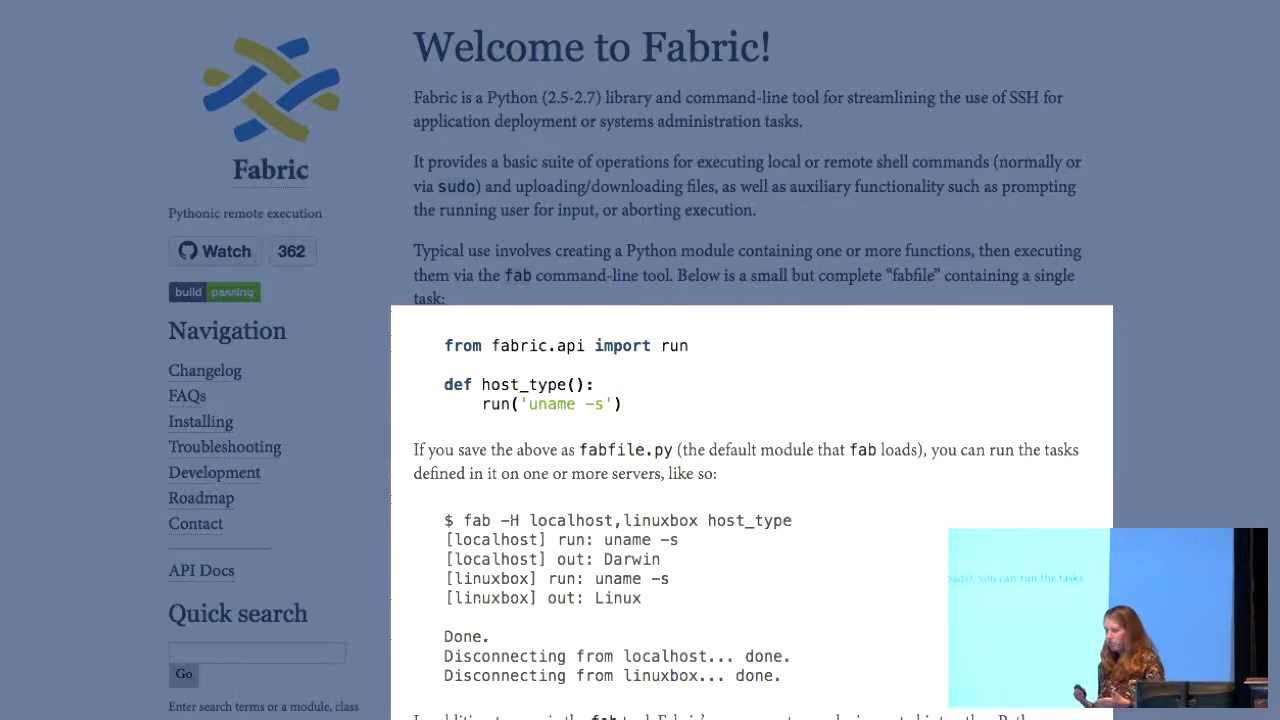 Fabric
Pythonic remote execution
Watch 362
build passing
Navigation
Changelog
FAQs
Installing
Troubleshooting
Development
Roadmap
Contact
API Docs
Quick search
Go
Enter search terms or a module, class
Welcome to Fabric!
Fabric is a Python (2.5-2.7) library and command-line tool for streamlining the use of SSH for
application deployment or systems administration tasks.
It provides a basic suite of operations for executing local or remote shell commands (normally or
via sudo) and uploading/downloading files, as well as auxiliary functionality such as prompting
the running user for input, or aborting execution.
Typical use involves creating a Python module containing one or more functions, then executing
them via the fab command-line tool. Below is a small but complete “fabfile” containing a single
task:
from fabric.api import run
def host_type():
    run('uname -s')
If you save the above as fabfile.py (the default module that fab loads), you can run the tasks
defined in it on one or more servers, like so:
$ fab -H localhost,linuxbox host_type
[localhost] run: uname -s
[localhost] out: Darwin
[linuxbox] run: uname -s
[linuxbox] out: Linux
Done.
Disconnecting from localhost... done.
Disconnecting from linuxbox... done.
oads), you can run the tasks